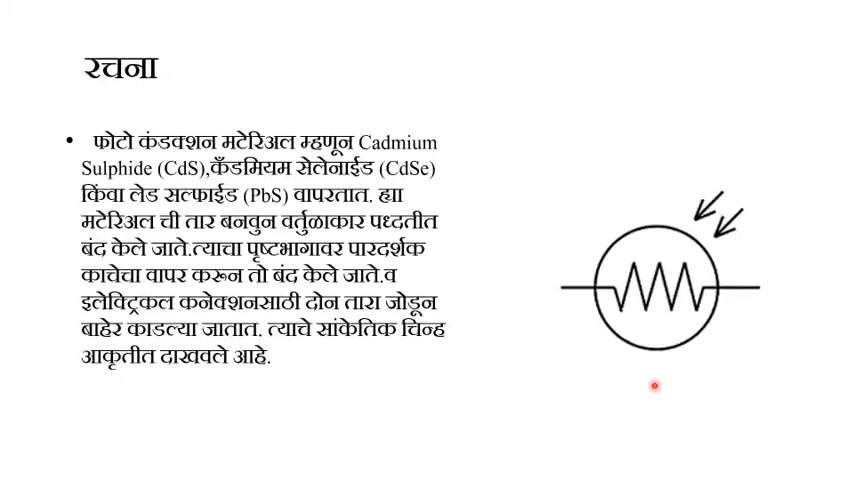 रचना
• फोटो कंडक्शन मटेरिअल म्हणून Cadmium
Sulphide (CdS),कॅंडमियम सेलेनाईड (CdSe)
किंवा लेड सल्फाईड (PbS) वापरतात. ह्या
मटेरिअल ची तार बनवुन वर्तुळाकार पध्दतीत
बंद केले जाते.त्याचा पृष्टभागावर पारदर्शक
काचेचा वापर करून तो बंद केले जाते.व
इलेक्ट्रिकल कनेक्शनसाठी दोन तारा जोडून
बाहेर काडल्या जातात. त्याचे सांकेतिक चिन्ह
आकृतीत दाखवले आहे.